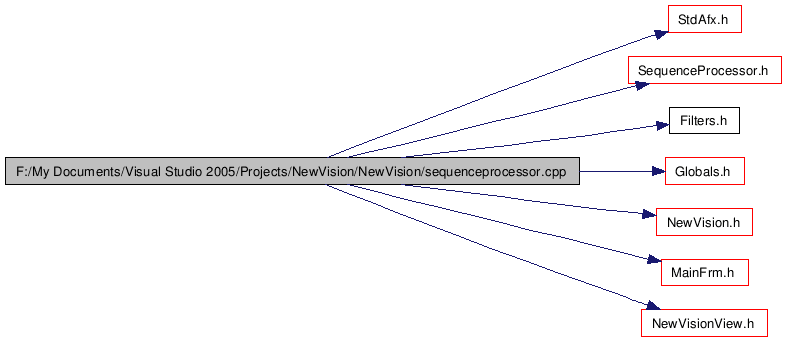 StdAfx.h
SequenceProcessor.h
Filters.h
F:/My Documents/Visual Studio 2005/Projects/NewVision/NewVision/sequenceprocessor.cpp
Globals.h
NewVision.h
MainFrm.h
NewVisionView.h